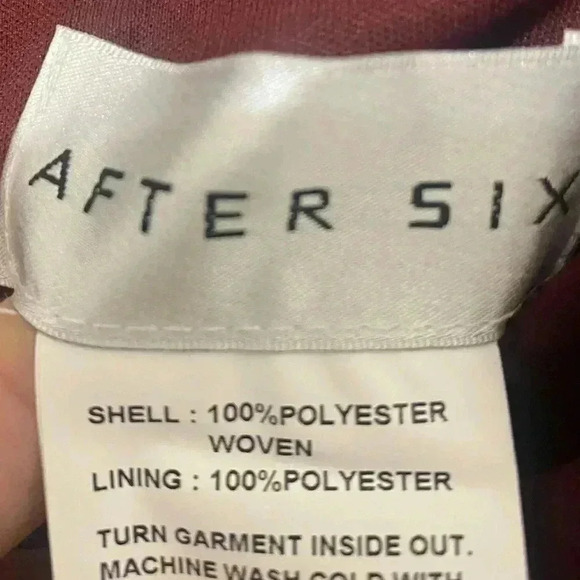 AFTER SIX
SHELL : 100%POLYESTER
WOVEN
LINING : 100%POLYESTER
TURN GARMENT INSIDE OUT.
MACHINE WASH COLD WITH